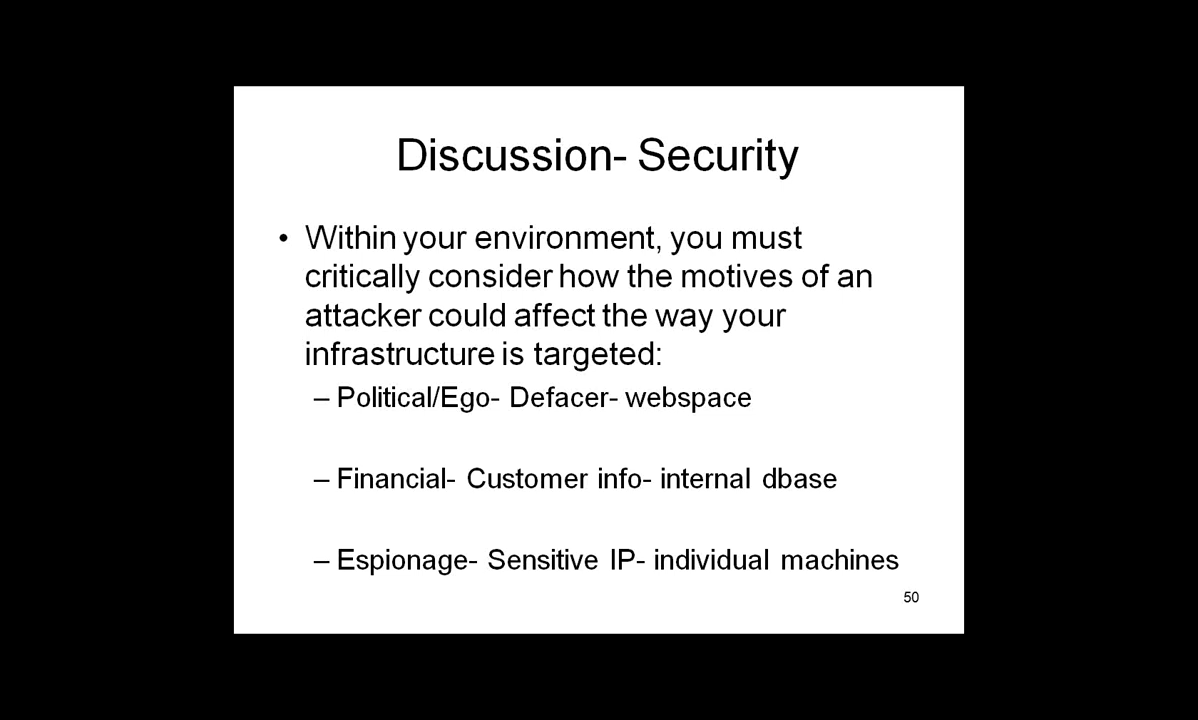 Discussion- Security
• Within your environment, you must
critically consider how the motives of an
attacker could affect the way your
infrastructure is targeted:
– Political/Ego- Defacer- webspace
– Financial- Customer info- internal dbase
– Espionage- Sensitive IP- individual machines
50